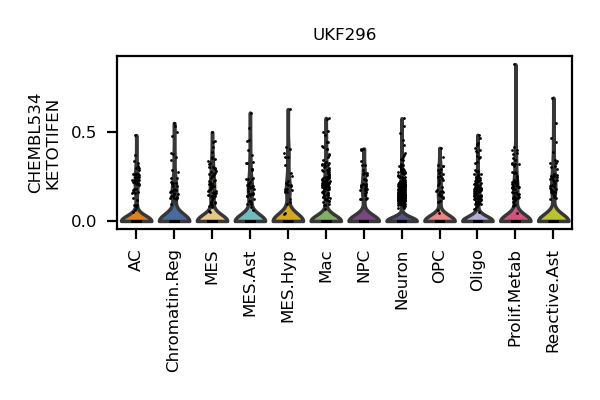 UKF296
CHEMBL534
KETOTIFEN
0.5
0.0
AC
Chromatin.Reg
MES
MES.Ast
MES.Hyp
Mac
NPC
Neuron
OPC
Oligo
Prolif.Metab
Reactive.Ast